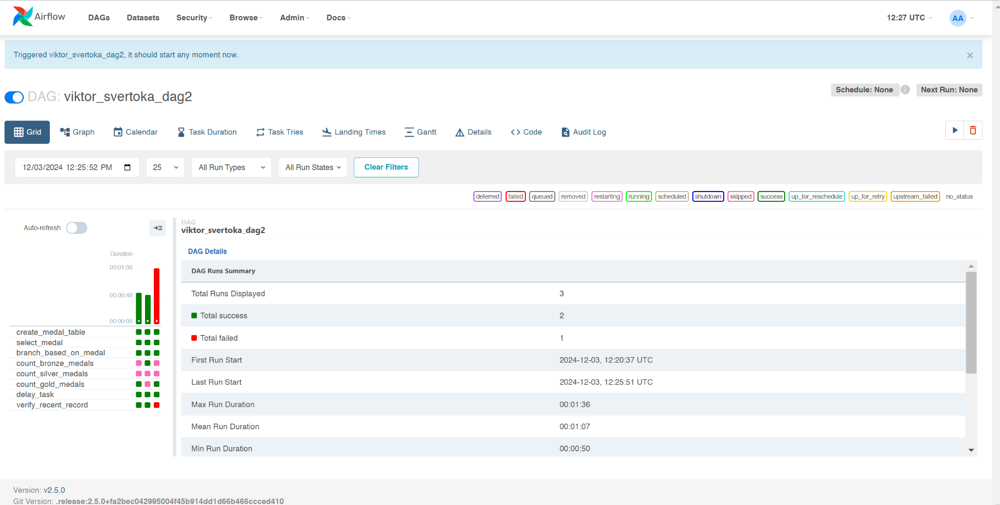 Airflow DAGs Datasets Security Browse Admin Docs 12:27 UTC AA
Triggered viktor_svertoka_dag2, it should start any moment now. ×
DAG: viktor_svertoka_dag2 Schedule: None i Next Run: None
Grid Graph Calendar Task Duration Task Tries Landing Times Gantt Details Code Audit Log
12/03/2024 12:25:52 PM 25 All Run Types All Run States Clear Filters
deferred failed queued removed restarting running scheduled shutdown skipped success up_for_reschedule up_for_retry upstream_failed no_status
Auto-refresh
Duration
00:01:36
00:00:48
00:00:00
create_medal_table
select_medal
branch_based_on_medal
count_bronze_medals
count_silver_medals
count_gold_medals
delay_task
verify_recent_record
DAG
viktor_svertoka_dag2
DAG Details
DAG Runs Summary
Total Runs Displayed 3
Total success 2
Total failed 1
First Run Start 2024-12-03, 12:20:37 UTC
Last Run Start 2024-12-03, 12:25:51 UTC
Max Run Duration 00:01:36
Mean Run Duration 00:01:07
Min Run Duration 00:00:50
Version: v2.5.0
Git Version: .release:2.5.0+fa2bec042995004f45b914dd1d66b466ccced410